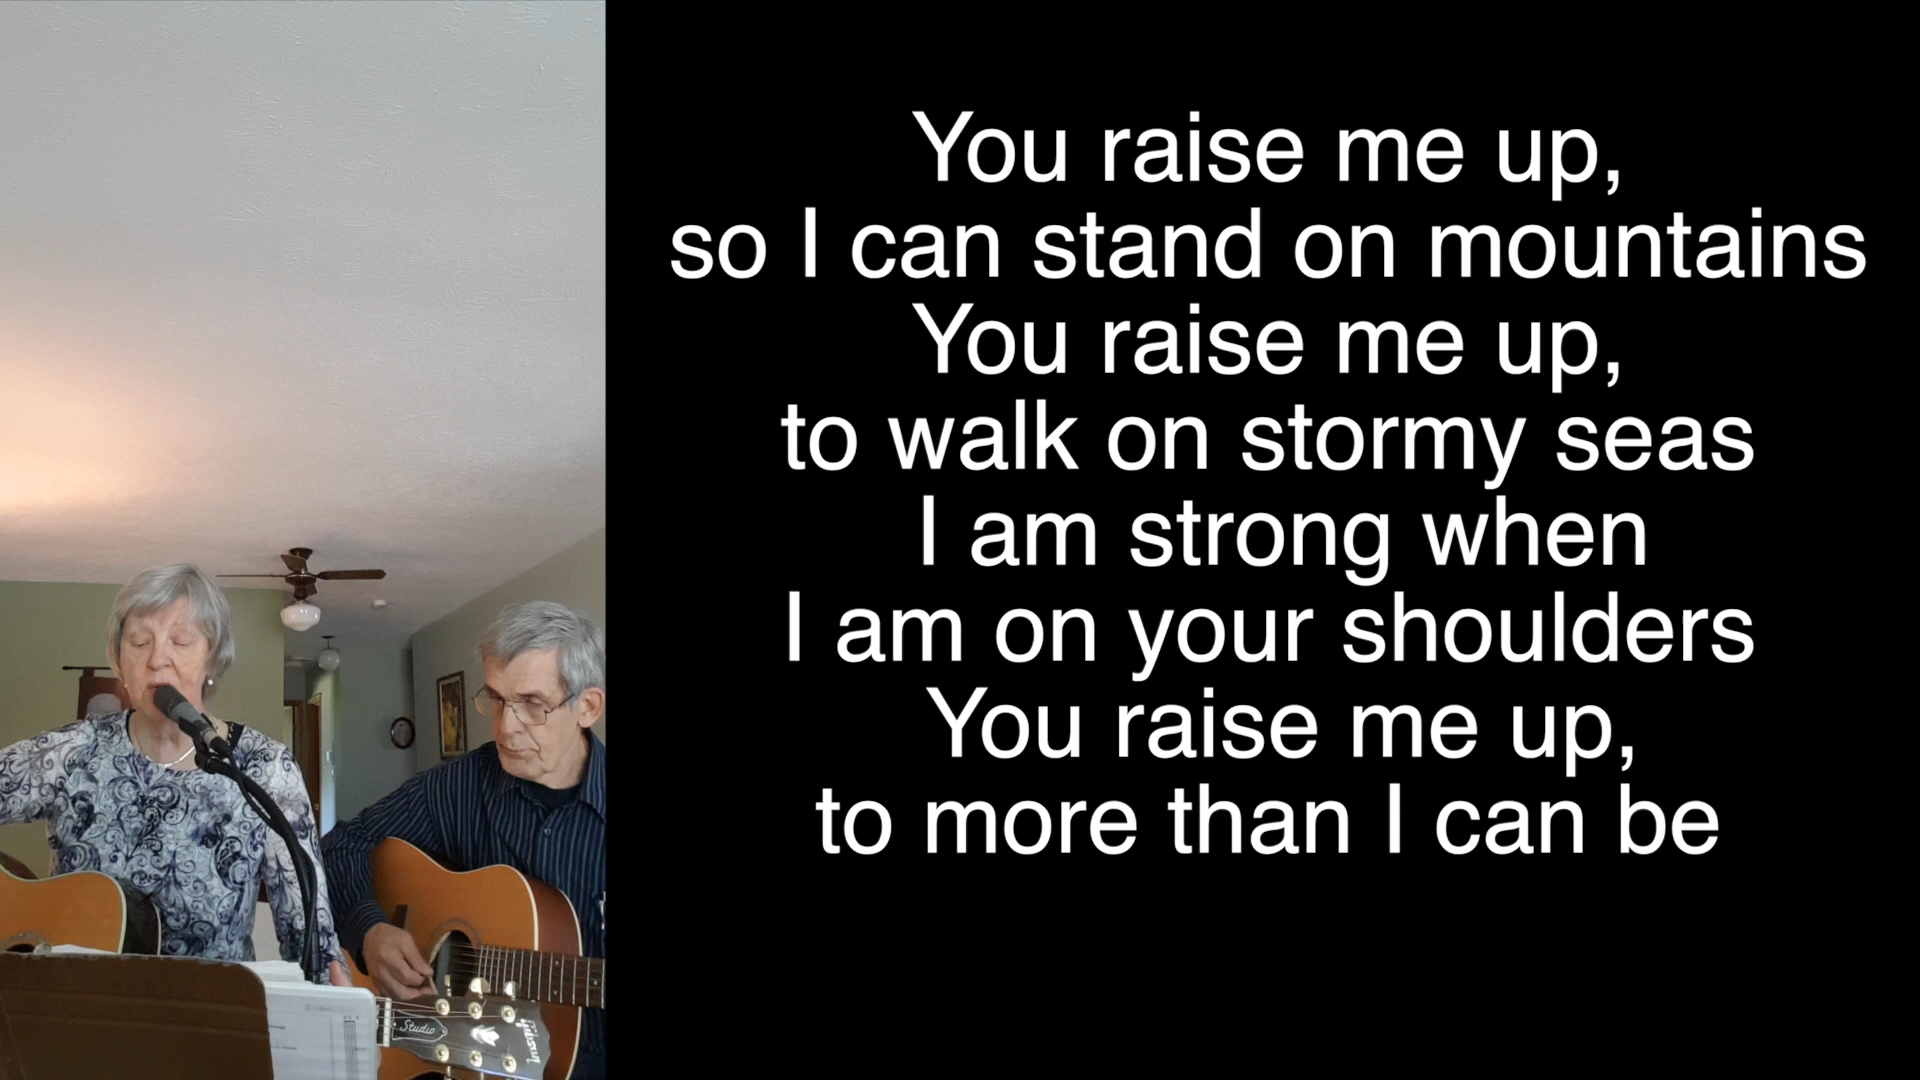 You raise me up,
so I can stand on mountains
You raise me up,
to walk on stormy seas
I am strong when
I am on your shoulders
You raise me up,
to more than I can be
Studio
Gibson